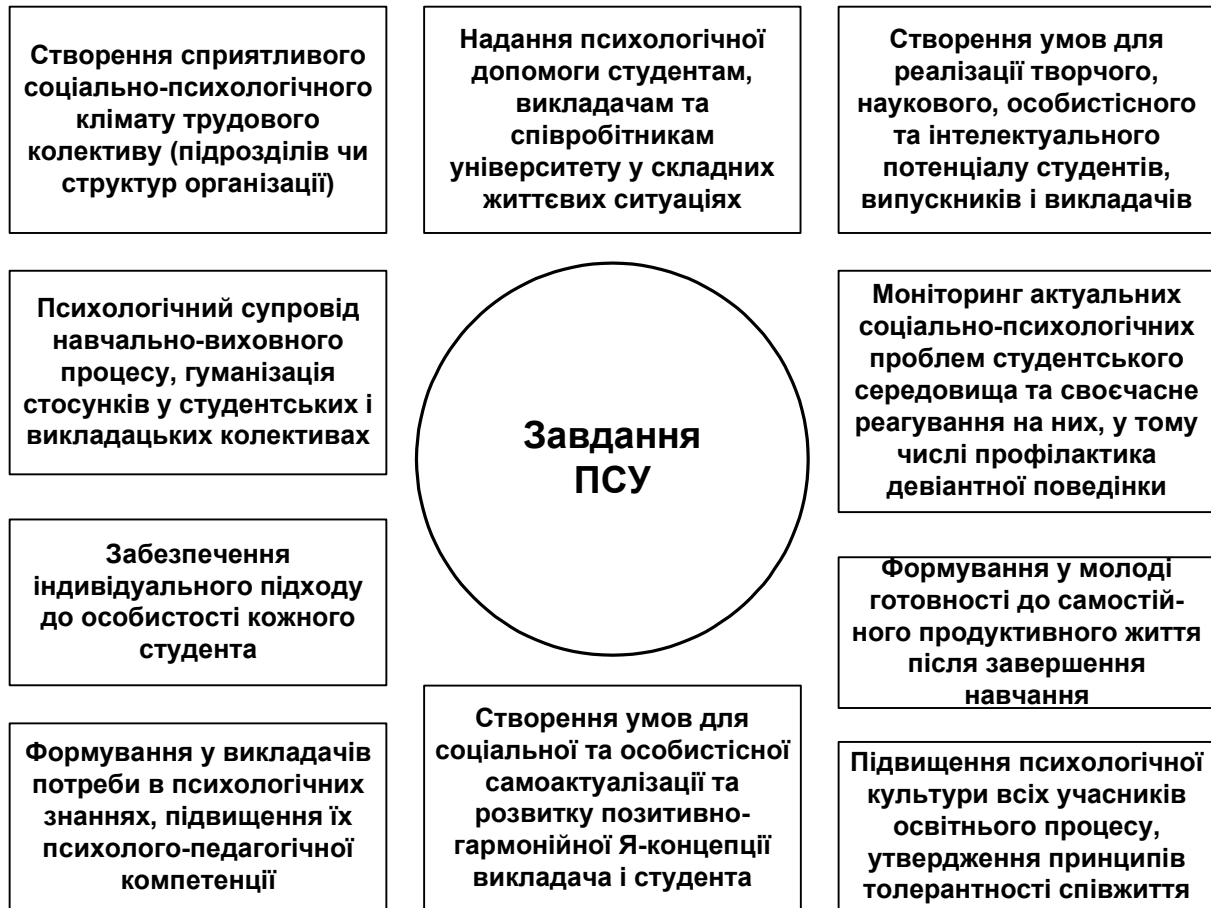 Створення сприятливого
соціально-психологічного
клімату трудового
колективу (підрозділів чи
структур організації)
Надання психологічної
допомоги студентам,
викладачам та
співробітникам
університету у складних
життєвих ситуаціях
Створення умов для
реалізації творчого,
наукового, особистісного
та інтелектуального
потенціалу студентів,
випускників і викладачів
Психологічний супровід
навчально-виховного
процесу, гуманізація
стосунків у студентських і
викладацьких колективах
Завдання
ПСУ
Моніторинг актуальних
соціально-психологічних
проблем студентського
середовища та своєчасне
реагування на них, у тому
числі профілактика
девіантної поведінки
Забезпечення
індивідуального підходу
до особистості кожного
студента
Формування у молоді
готовності до самостій-
ного продуктивного життя
після завершення
навчання
Формування у викладачів
потреби в психологічних
знаннях, підвищення їх
психолого-педагогічної
компетенції
Створення умов для
соціальної та особистісної
самоактуалізації та
розвитку позитивно-
гармонійної Я-концепції
викладача і студента
Підвищення психологічної
культури всіх учасників
освітнього процесу,
утвердження принципів
толерантності співжиття